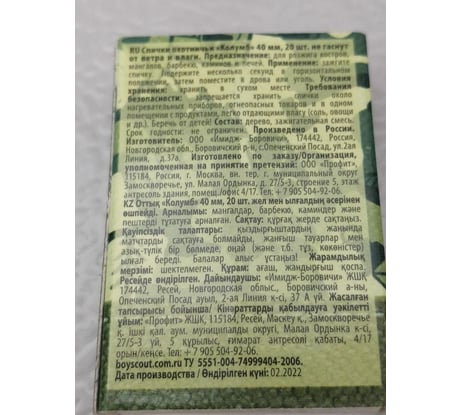 RU Спички охотничьи «Колумб» 40 мм, 20 шт. не гаснут
от ветра и влаги. Предназначение: для розжига костров,
мангалов, барбекю, каминов и печей. Применение: зажгите
спичку, подержите несколько секунд в горизонтальном
положении, затем поместите в дрова или уголь. Условия
хранения: хранить в сухом месте. Требования
безопасности: запрещается хранить спички около
нагревательных приборов, огнеопасных товаров и в одном
помещении с продуктами, легко отдающими влагу (соль, овощи
и т. д.). Беречь от детей! Состав: дерево, зажигательная смесь.
Срок годности: не ограничен. Произведено в России.
Изготовитель: ООО «Имидж- Боровичи», 174442, Россия,
Новгородская обл., Боровичский р-н, с.Опеченский Посад, ул.2ая
Линия, д.37а. Изготовлено по заказу/Организация,
уполномоченная на принятие претензий: ООО «Профит»,
115184, Россия, г. Москва, вн. тер. г. муниципальный округ
Замоскворечье, ул. Малая Ордынка, д. 27/5-3, строение 5, этаж
антресоль здания, помещ./офис 4/17. Тел.: + 7 905 504-92-06.
KZ Оттық «Колумб» 40 мм, 20 шт. жел мен ылғалдың әсерінен
өшпейді. Арналымы: мангалдар, барбекю, каминдер және
пештерді тұтатуға арналған. Сақтау: құрғақ жерде сақтаңыз.
Қауіпсіздік талаптары: қыздырғыштардың жанында
матчтарды сақтауға болмайды, жанғыш тауарлар мен
азық-түлік бір бөлмеде, оңай (және т.б. тұз, көкөністер)
ылғал береді. Балалар алыс ұстаңыз! Жарамдылық
мерзімі: шектелмеген. Құрам: ағаш, жандырғыш қоспа.
Ресейде өндірілген. Дайындаушы: «Имидж-Боровичи» ЖШҚ,
174442, Ресей, Новгородская облысы, Боровичский а-ны,
Опеченский Посад ауыл, 2-ая Линия к-сі, 37 А үй. Жасалған
тапсырысы бойынша/ Кінәраттарды қабылдауға уәкілетті
ұйым: «Профит» ЖШҚ, 115184, Ресей, Мәскеу қ., Замоскворечье
қ. Ішкі қал. аум. муниципалды округі, Малая Ордынка к-сі,
27/5-3 үй, 5 құрылыс, ғимарат антресолі қабаты, 4/17
орын/кеңсе. Тел.: + 7 905 504-92-06
boyscout.com.ru ТУ 5551-004-74999404-2006.
Дата производства / Өндірілген күні: 02.2022